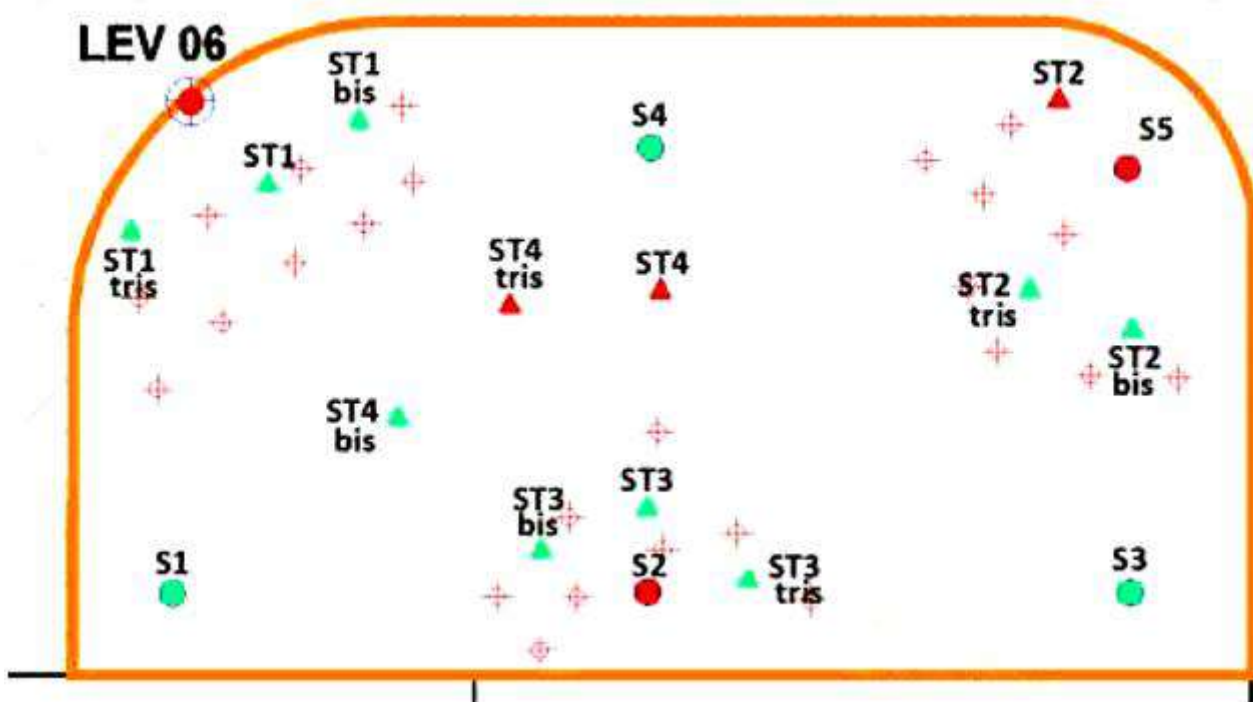 LEV 06
ST1
bis
ST2
S4
S5
ST1
ST1
tris
ST4
tris
ST4
ST2
tris
ST2
bis
ST4
bis
ST3
bis
ST3
S1
S2
ST3
tris
S3